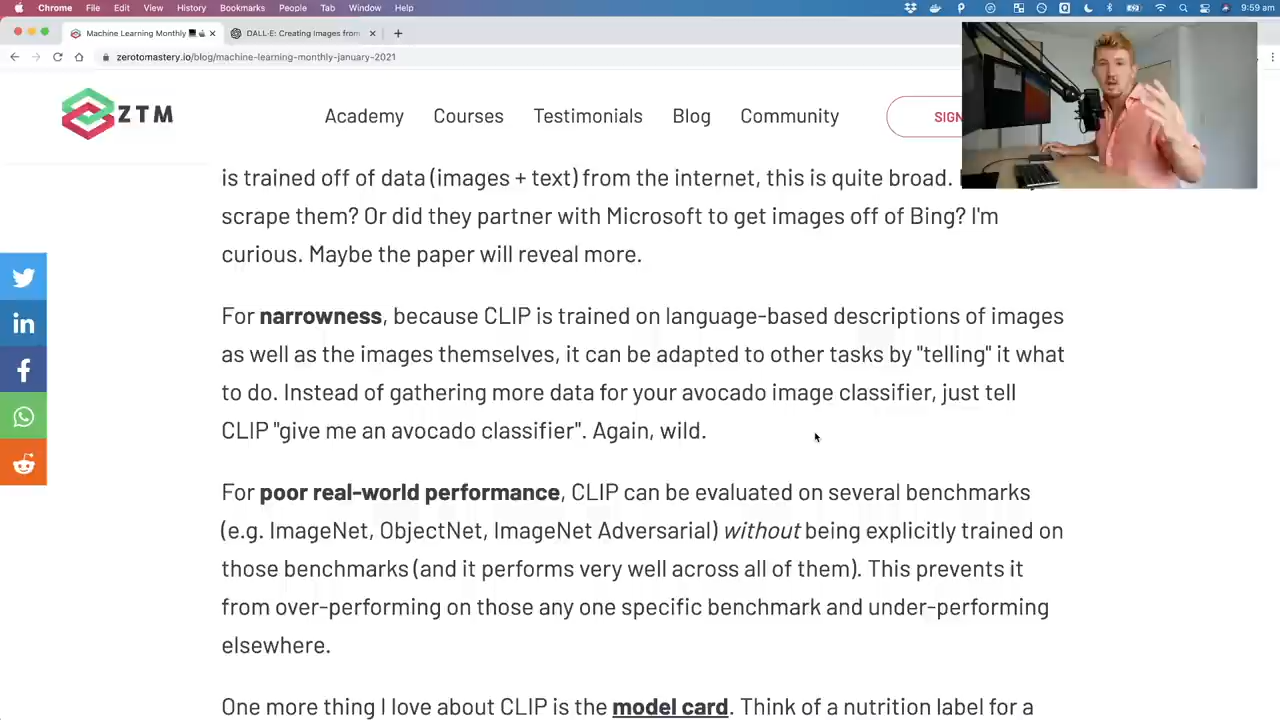 Chrome File Edit View History Bookmarks People Tab Window Help
9:59 am
Machine Learning Monthly
DALL·E: Creating Images from
zerotomastery.io/blog/machine-learning-monthly-january-2021
ZTM
Academy Courses Testimonials Blog Community
SIGN
is trained off of data (images + text) from the internet, this is quite broad.
scrape them? Or did they partner with Microsoft to get images off of Bing? I'm
curious. Maybe the paper will reveal more.
For narrowness, because CLIP is trained on language-based descriptions of images
as well as the images themselves, it can be adapted to other tasks by "telling" it what
to do. Instead of gathering more data for your avocado image classifier, just tell
CLIP "give me an avocado classifier". Again, wild.
For poor real-world performance, CLIP can be evaluated on several benchmarks
(e.g. ImageNet, ObjectNet, ImageNet Adversarial) without being explicitly trained on
those benchmarks (and it performs very well across all of them). This prevents it
from over-performing on those any one specific benchmark and under-performing
elsewhere.
One more thing I love about CLIP is the model card. Think of a nutrition label for a